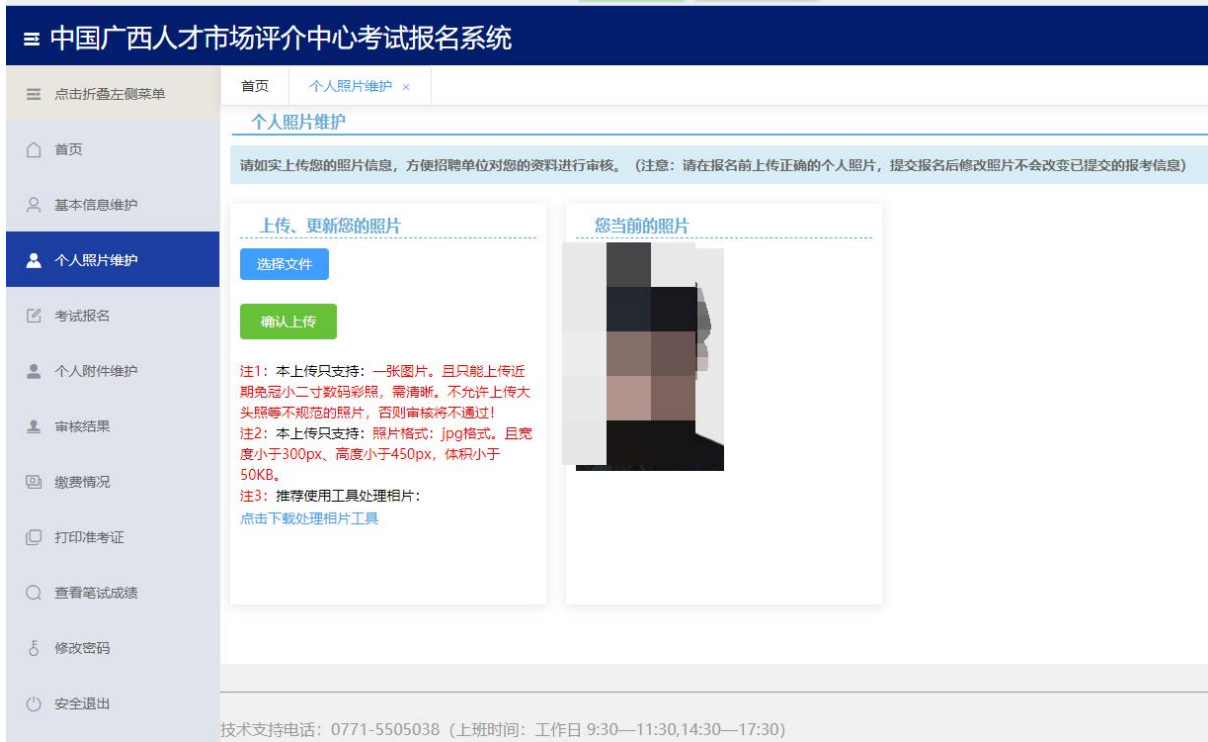 中国广西人才市场评介中心考试报名系统
点击折叠左侧菜单
首页
基本信息维护
个人照片维护
考试报名
个人附件维护
审核结果
缴费情况
打印准考证
查看笔试成绩
修改密码
安全退出
首页 个人照片维护 ×
个人照片维护
请如实上传您的照片信息，方便招聘单位对您的资料进行审核。（注意：请在报名前上传正确的个人照片，提交报名后修改照片不会改变已提交的报考信息）
上传、更新您的照片
选择文件
确认上传
注1：本上传只支持：一张图片。且只能上传近
期免冠小二寸数码彩照，需清晰。不允许上传大
头照等不规范的照片，否则审核将不通过！
注2：本上传只支持：照片格式：jpg格式。且宽
度小于300px、高度小于450px，体积小于
50KB。
注3：推荐使用工具处理相片：
点击下载处理相片工具
您当前的照片
技术支持电话：0771-5505038（上班时间：工作日 9:30—11:30,14:30—17:30）